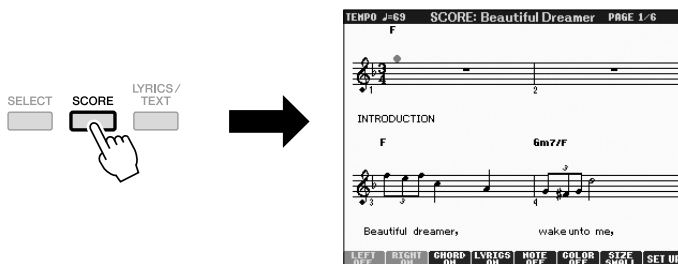 SELECT
SCORE
LYRICS/
TEXT
TEMPO ♩=69 SCORE: Beautiful Dreamer PAGE 1/6
F
3
4
1 2
INTRODUCTION
F Gm7/F
3 3
3 4
Beautiful dreamer, wake unto me,
LEFT OFF RIGHT ON CHORD ON LYRICS ON NOTE OFF COLOR OFF SIZE SMALL SET UP